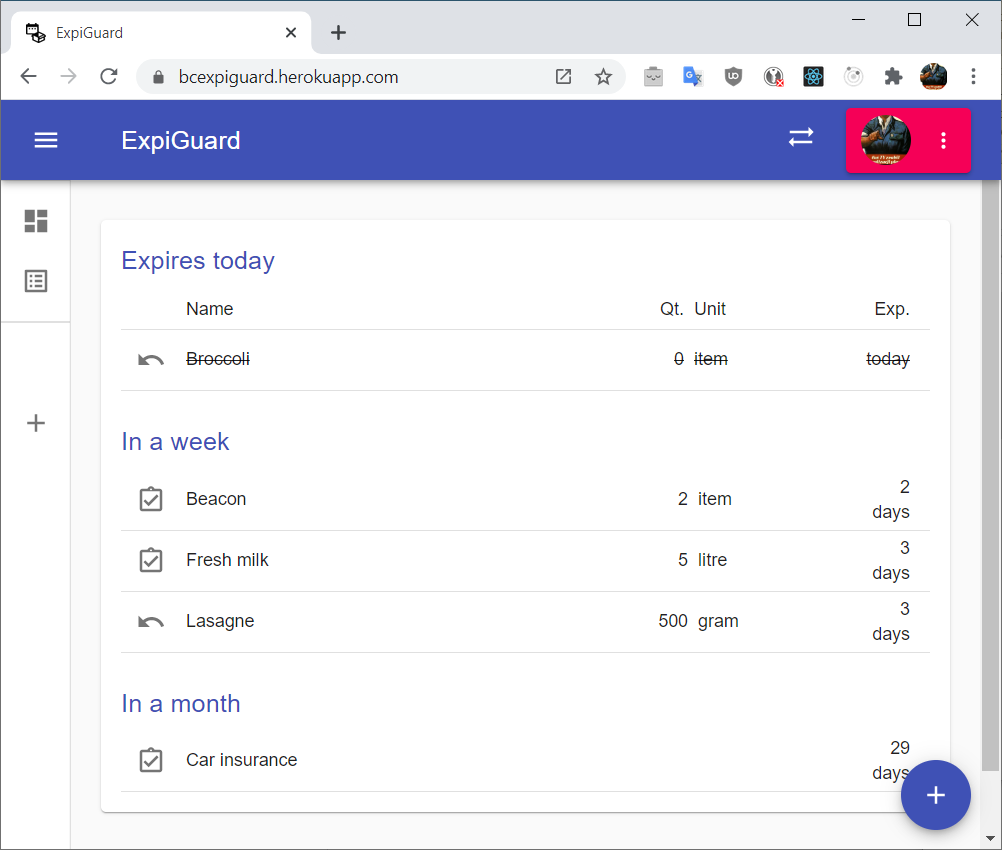 ExpiGuard
bcexpiguard.herokuapp.com
ExpiGuard
Expires today
Name Qt. Unit Exp.
Broccoli 0 item today
In a week
Beacon 2 item 2 days
Fresh milk 5 litre 3 days
Lasagne 500 gram 3 days
In a month
Car insurance 29 days